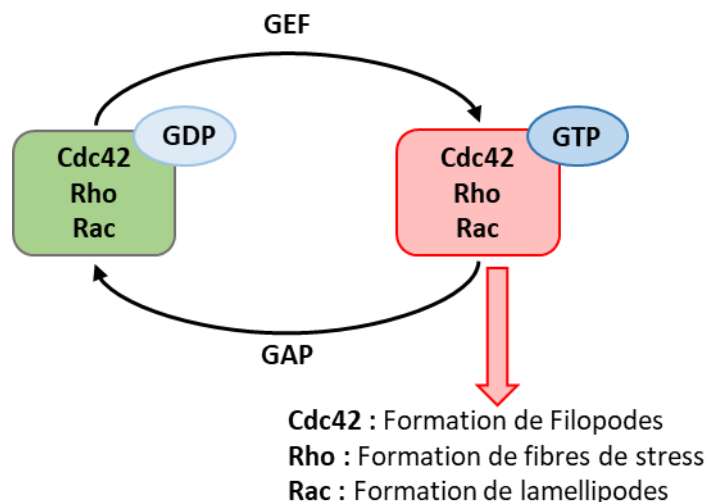 GEF
GDP
Cdc42
Rho
Rac
GTP
Cdc42
Rho
Rac
GAP
Cdc42 : Formation de Filopodes
Rho : Formation de fibres de stress
Rac : Formation de lamellipodes